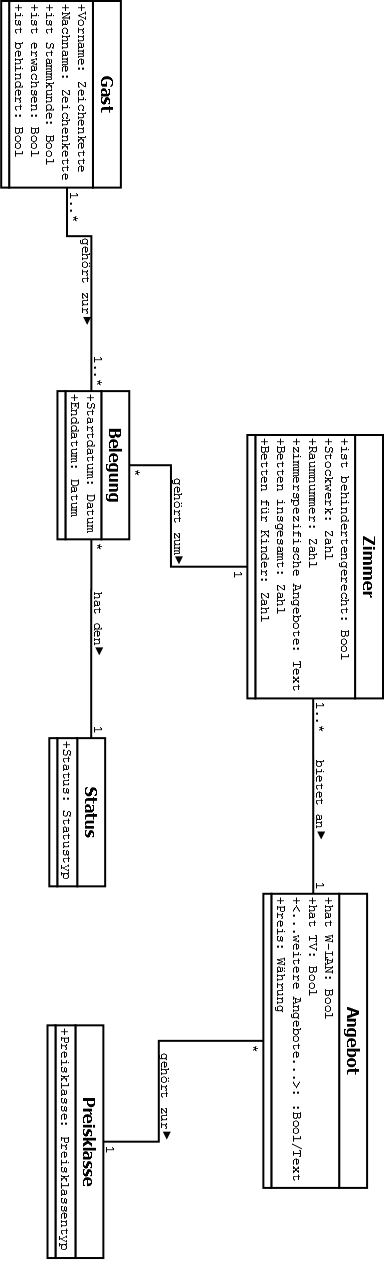 Gast
+Vorname: Zeichenkette
+Nachname: Zeichenkette
+ist Stammkunde: Bool
+ist erwachsen: Bool
+ist behindert: Bool
1..*
gehört zur▶
1..*
Belegung
+Startdatum: Datum
+Enddatum: Datum
*
gehört zum▶
1
Zimmer
+ist behindertengerecht: Bool
+Stockwerk: Zahl
+Raumnummer: Zahl
+zimmerspezifische Angebote: Text
+Betten insgesamt: Zahl
+Betten für Kinder: Zahl
*
hat den▶
1
Status
+Status: Statustyp
1..*
bietet an▶
1
Angebot
+hat W-LAN: Bool
+hat TV: Bool
+<...weitere Angebote...>: :Bool/Text
+Preis: Währung
*
gehört zur▶
1
Preisklasse
+Preisklasse: Preisklassentyp